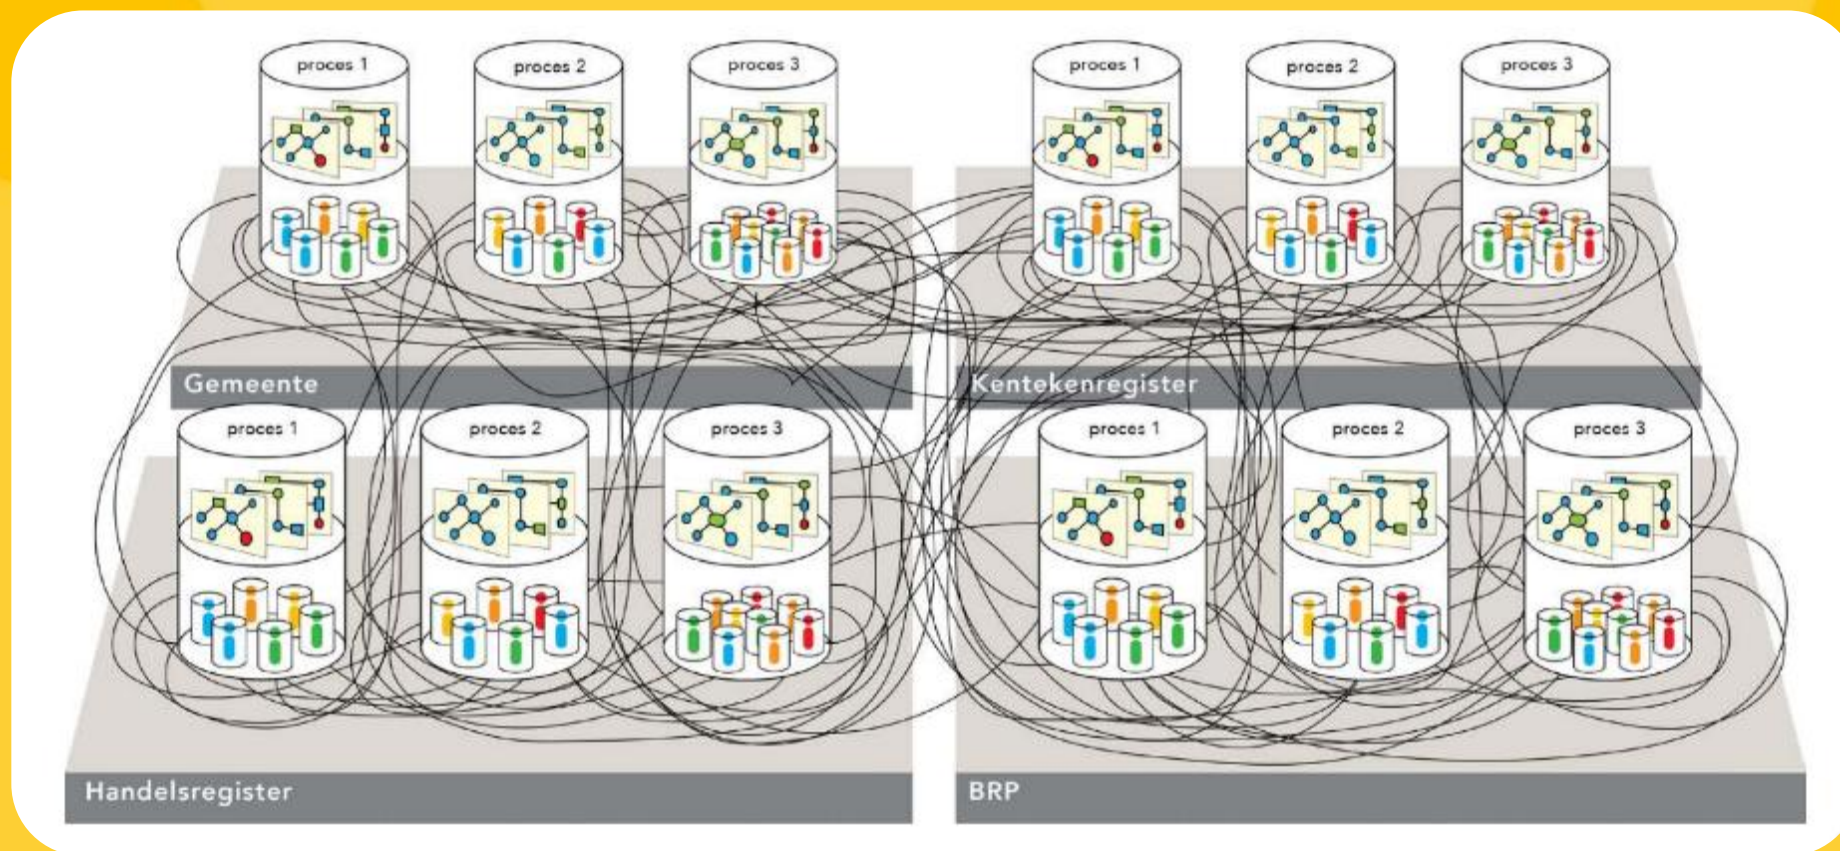 proces 1
proces 2
proces 3
proces 1
proces 2
proces 3
Gemeente
Kentekenregister
proces 1
proces 2
proces 3
proces 1
proces 2
proces 3
Handelsregister
BRP